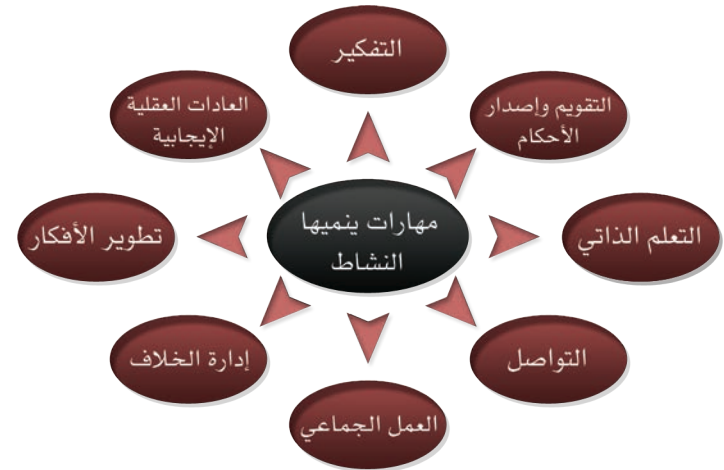 التفكير
التقويم وإصدار
الأحكام
العادات العقلية
الإيجابية
مهارات ينميها
النشاط
التعلم الذاتي
تطوير الأفكار
التواصل
إدارة الخلاف
العمل الجماعي